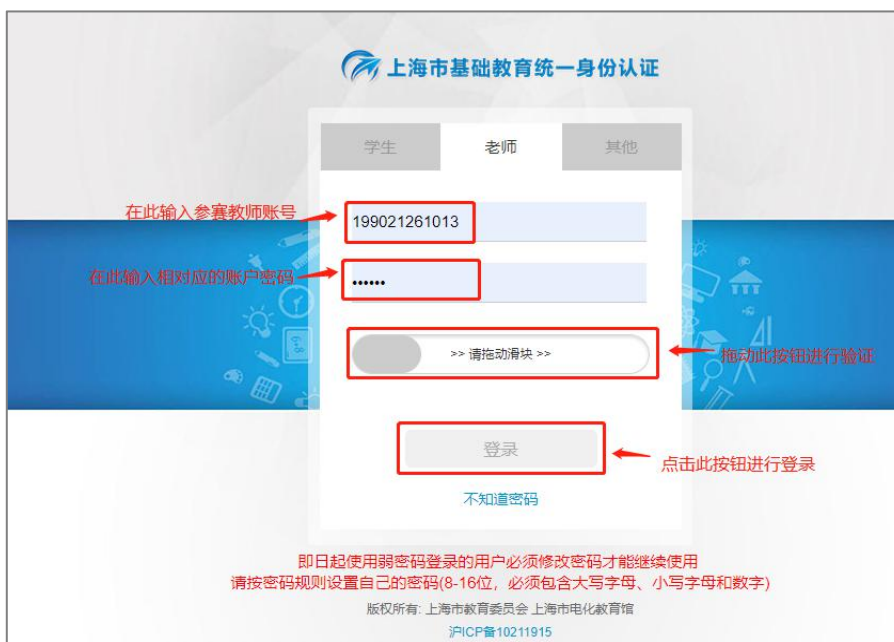 上海市基础教育统一身份认证
学生 老师 其他
在此输入参赛教师账号
199021261013
在此输入相对应的账户密码
••••••
>> 请拖动滑块 >>
拖动此按钮进行验证
登录
点击此按钮进行登录
不知道密码
即日起使用弱密码登录的用户必须修改密码才能继续使用
请按密码规则设置自己的密码(8-16位，必须包含大写字母、小写字母和数字)
版权所有: 上海市教育委员会 上海市电化教育馆
沪ICP备10211915